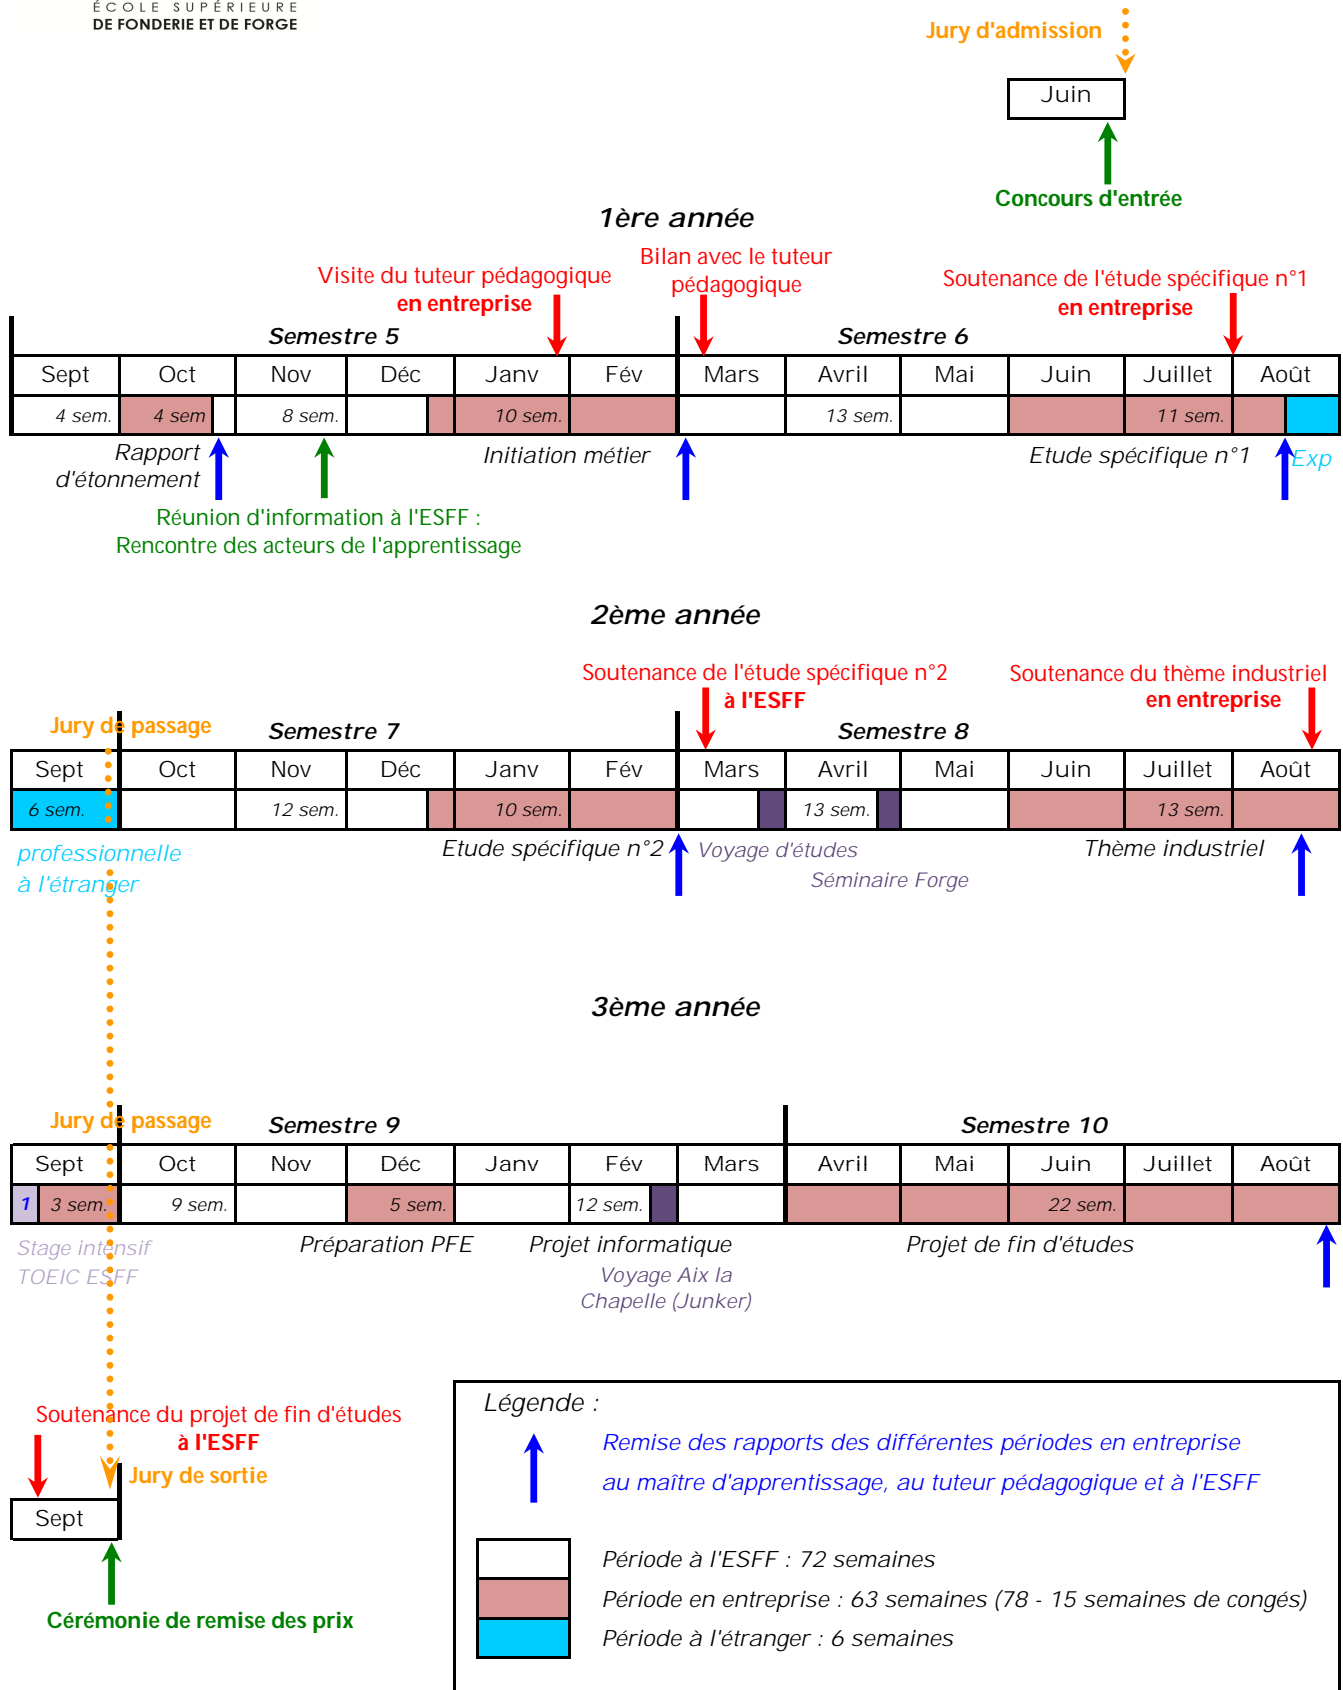 ÉCOLE SUPÉRIEURE
DE FONDERIE ET DE FORGE
Jury d'admission
Juin
Concours d'entrée
1ère année
Bilan avec le tuteur
pédagogique
Visite du tuteur pédagogique
en entreprise
Soutenance de l'étude spécifique n°1
en entreprise
Semestre 5
Semestre 6
Sept Oct Nov Déc Janv Fév Mars Avril Mai Juin Juillet Août
4 sem. 4 sem 8 sem. 10 sem. 13 sem. 11 sem.
Rapport
d'étonnement
Initiation métier
Etude spécifique n°1
Exp
Réunion d'information à l'ESFF :
Rencontre des acteurs de l'apprentissage
2ème année
Soutenance de l'étude spécifique n°2
à l'ESFF
Soutenance du thème industriel
en entreprise
Jury de passage
Semestre 7
Semestre 8
Sept Oct Nov Déc Janv Fév Mars Avril Mai Juin Juillet Août
6 sem. 12 sem. 10 sem. 13 sem. 13 sem.
professionnelle
à l'étranger
Etude spécifique n°2
Voyage d'études
Séminaire Forge
Thème industriel
3ème année
Jury de passage
Semestre 9
Semestre 10
Sept Oct Nov Déc Janv Fév Mars Avril Mai Juin Juillet Août
1 3 sem. 9 sem. 5 sem. 12 sem. 22 sem.
Stage intensif
TOEIC ESFF
Préparation PFE
Projet informatique
Voyage Aix la
Chapelle (Junker)
Projet de fin d'études
Soutenance du projet de fin d'études
à l'ESFF
Jury de sortie
Sept
Cérémonie de remise des prix
Légende :
Remise des rapports des différentes périodes en entreprise
au maître d'apprentissage, au tuteur pédagogique et à l'ESFF
Période à l'ESFF : 72 semaines
Période en entreprise : 63 semaines (78 - 15 semaines de congés)
Période à l'étranger : 6 semaines